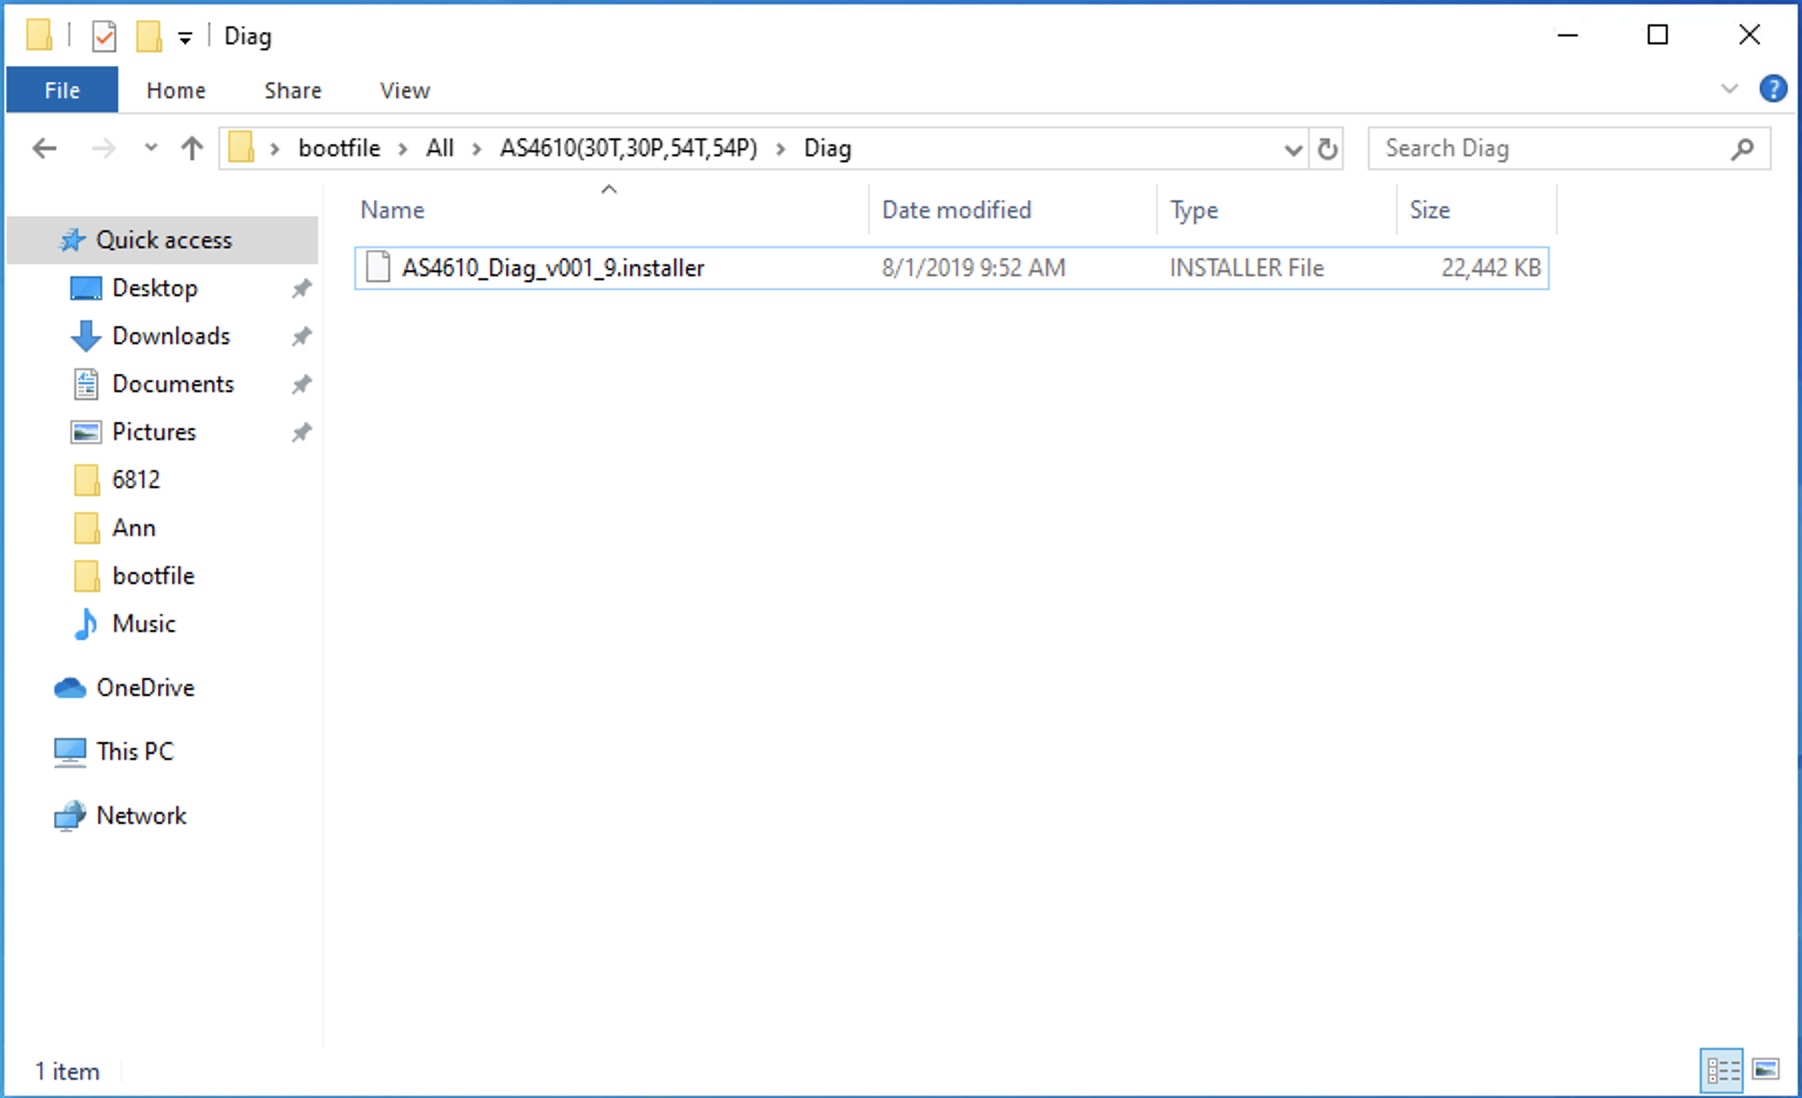 Diag
File Home Share View
bootfile All AS4610(30T,30P,54T,54P) Diag Search Diag
Name Date modified Type Size
AS4610_Diag_v001_9.installer 8/1/2019 9:52 AM INSTALLER File 22,442 KB
Quick access
Desktop
Downloads
Documents
Pictures
6812
Ann
bootfile
Music
OneDrive
This PC
Network
1 item